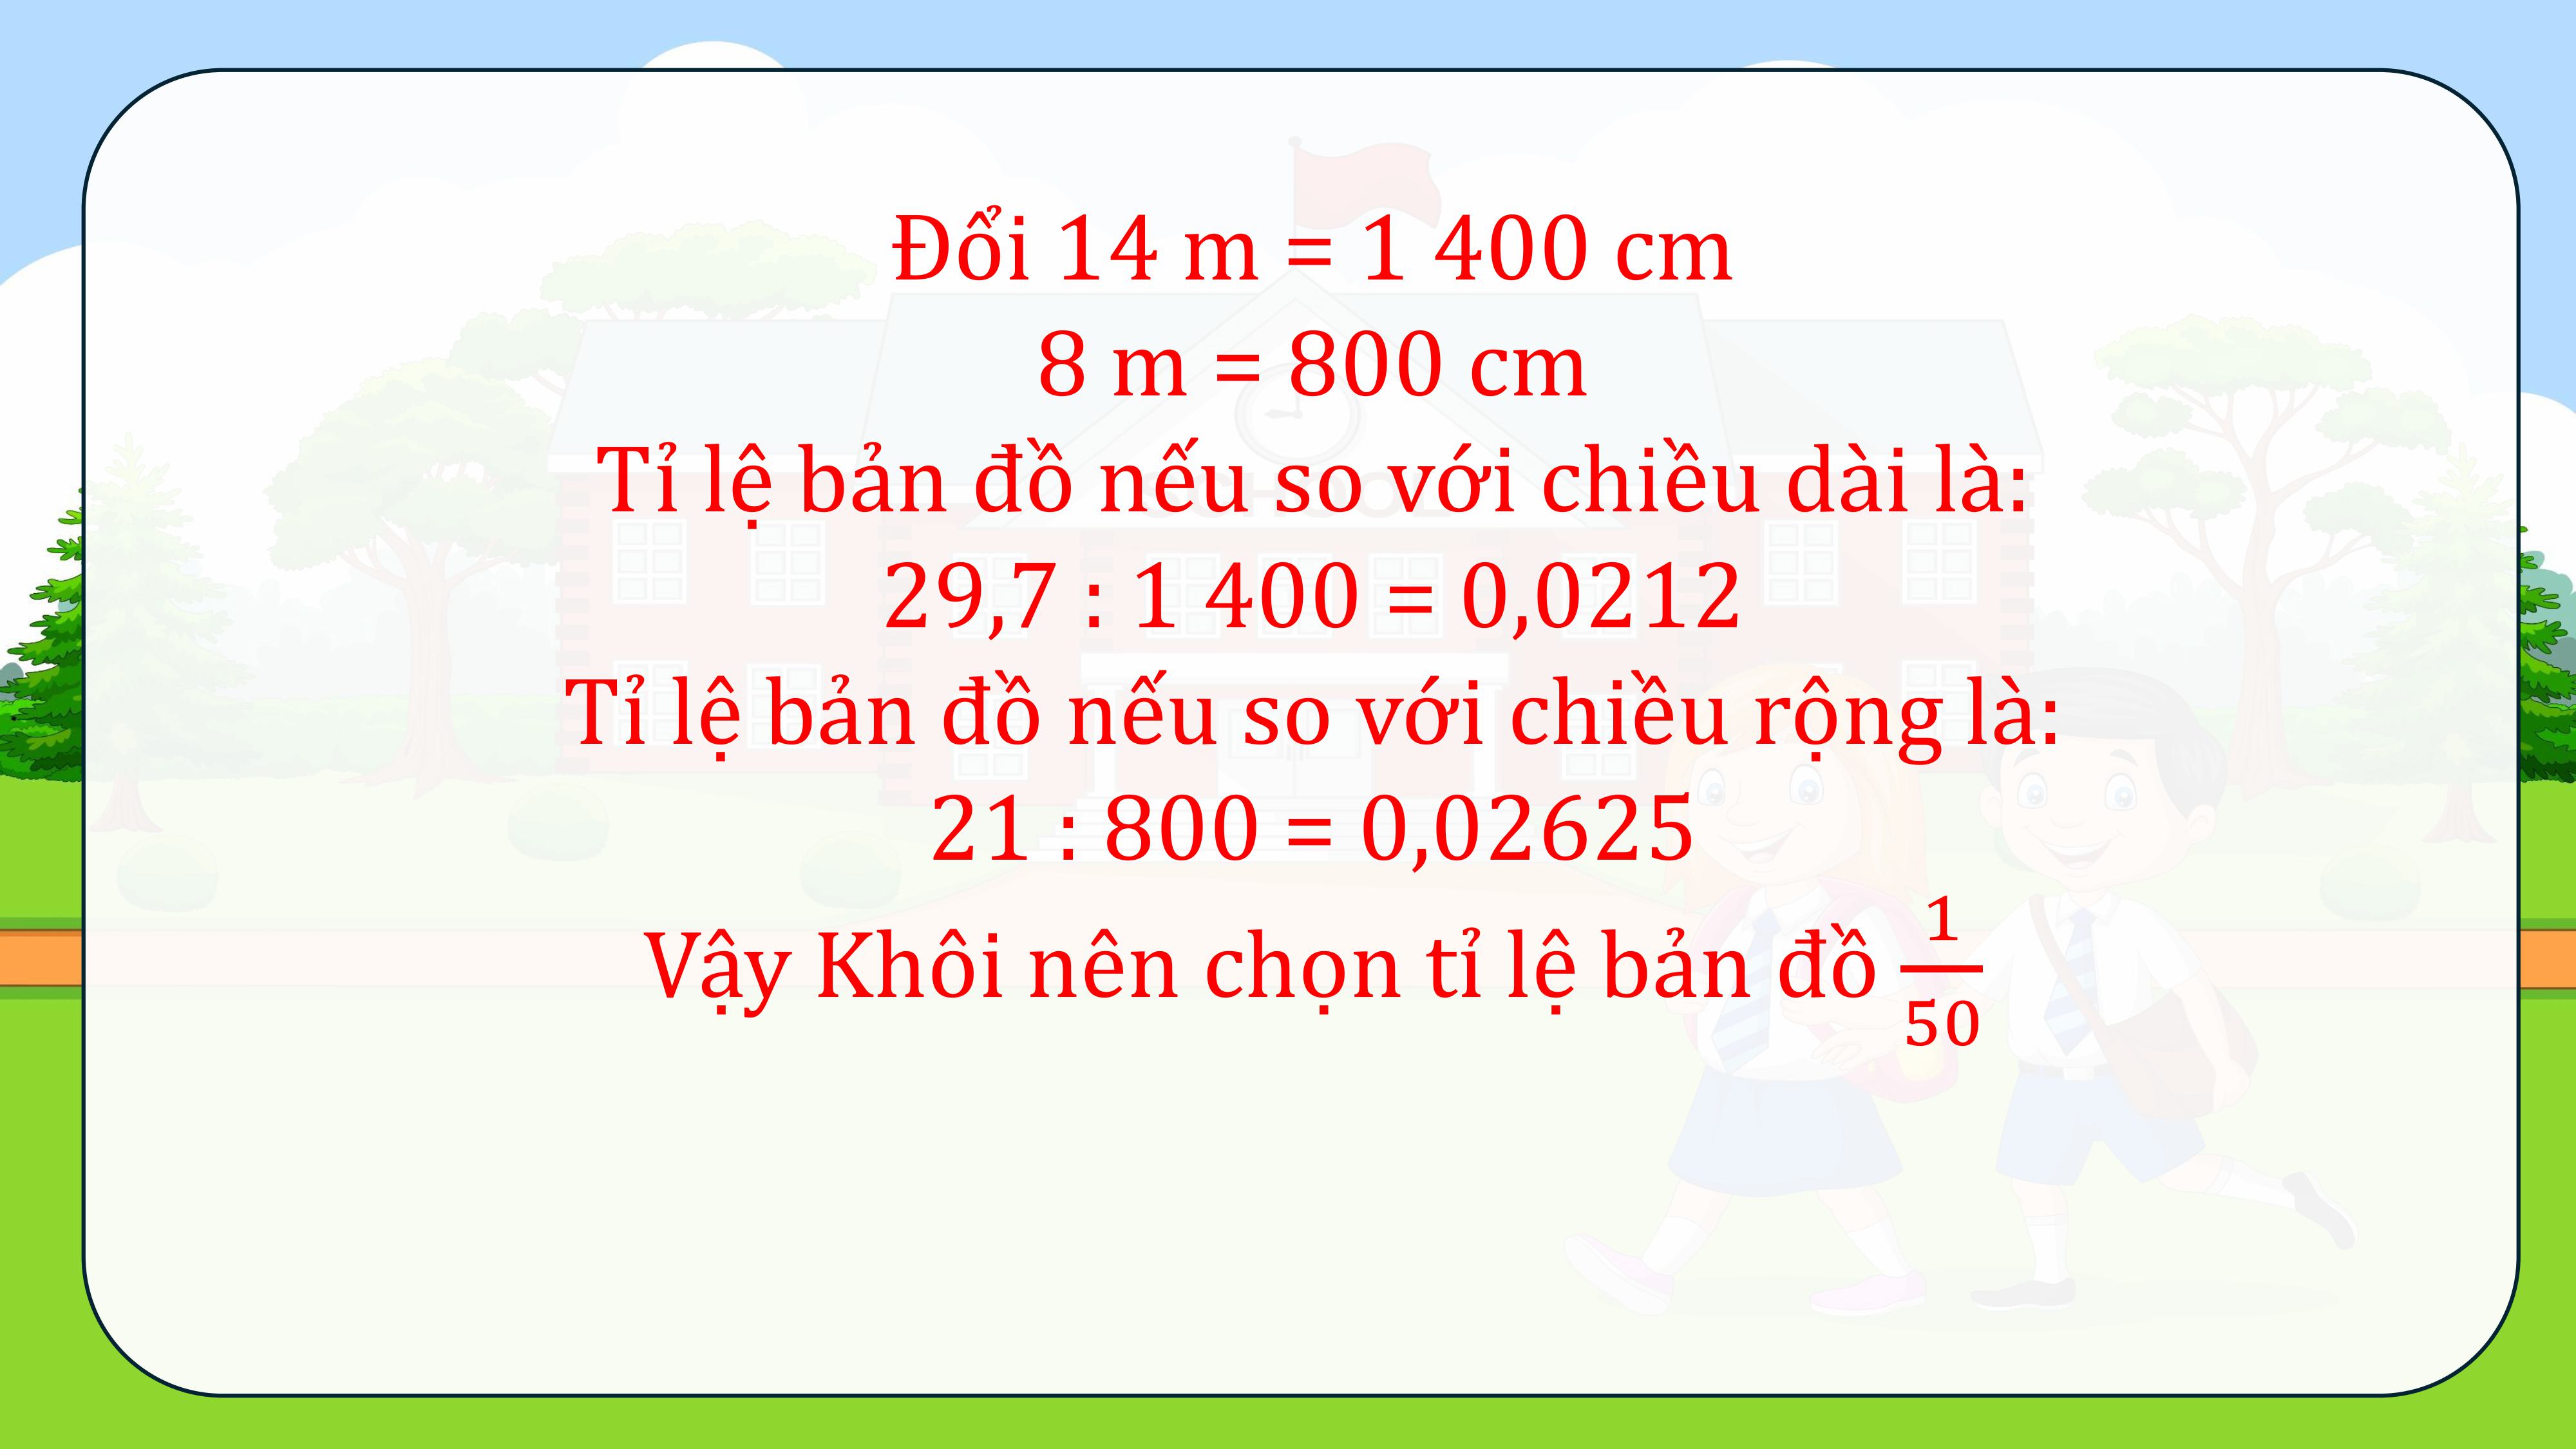 Đổi 14 m = 1 400 cm
8 m = 800 cm
Tỉ lệ bản đồ nếu so với chiều dài là:
29,7 : 1 400 = 0,0212
Tỉ lệ bản đồ nếu so với chiều rộng là:
21 : 800 = 0,02625
Vậy Khôi nên chọn tỉ lệ bản đồ 1/50